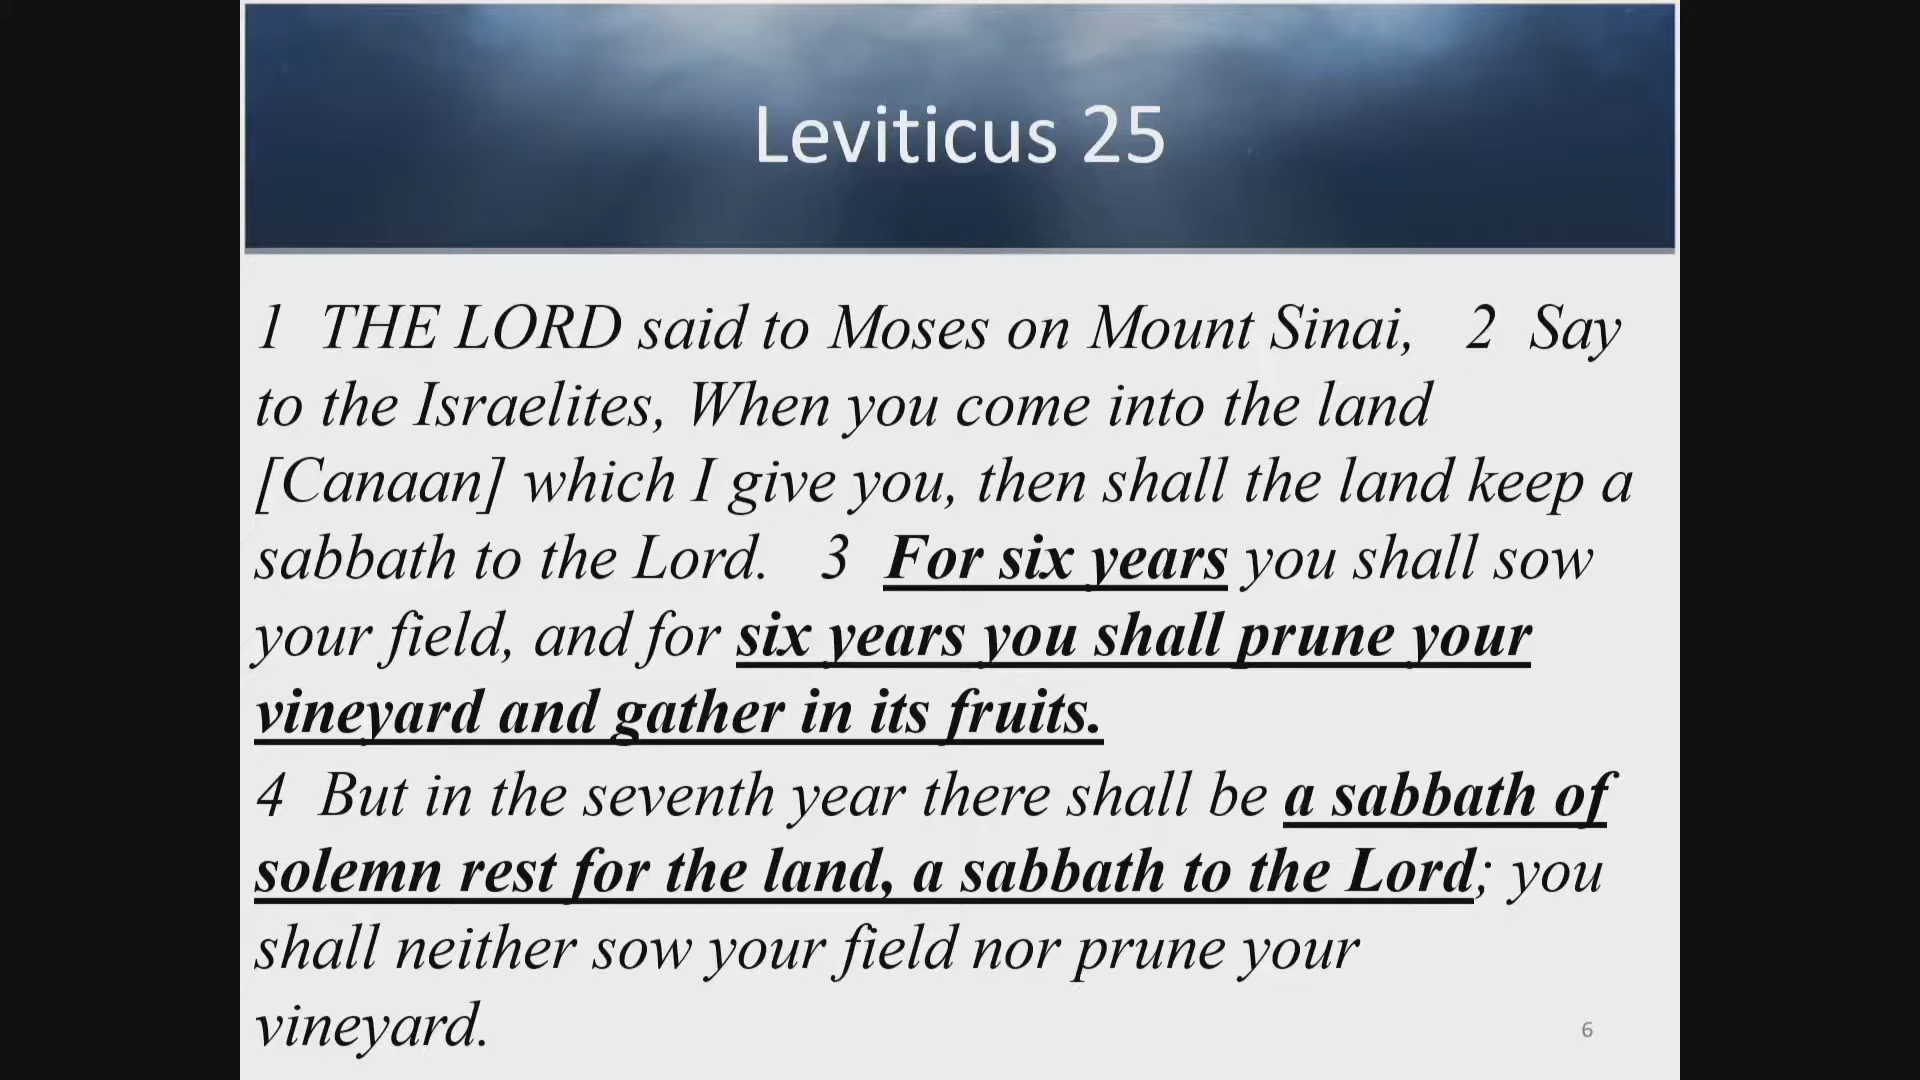 Leviticus 25
1 THE LORD said to Moses on Mount Sinai, 2 Say
to the Israelites, When you come into the land
[Canaan] which I give you, then shall the land keep a
sabbath to the Lord. 3 For six years you shall sow
your field, and for six years you shall prune your
vineyard and gather in its fruits.
4 But in the seventh year there shall be a sabbath of
solemn rest for the land, a sabbath to the Lord; you
shall neither sow your field nor prune your
vineyard.
6